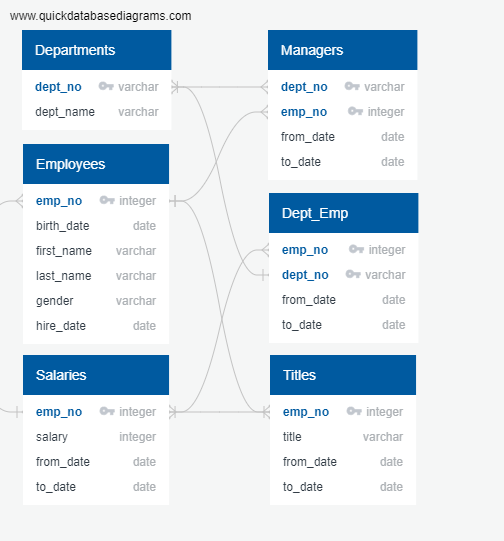 www.quickdatabasediagrams.com
Departments
dept_no varchar
dept_name varchar
Employees
emp_no integer
birth_date date
first_name varchar
last_name varchar
gender varchar
hire_date date
Salaries
emp_no integer
salary integer
from_date date
to_date date
Managers
dept_no varchar
emp_no integer
from_date date
to_date date
Dept_Emp
emp_no integer
dept_no varchar
from_date date
to_date date
Titles
emp_no integer
title varchar
from_date date
to_date date